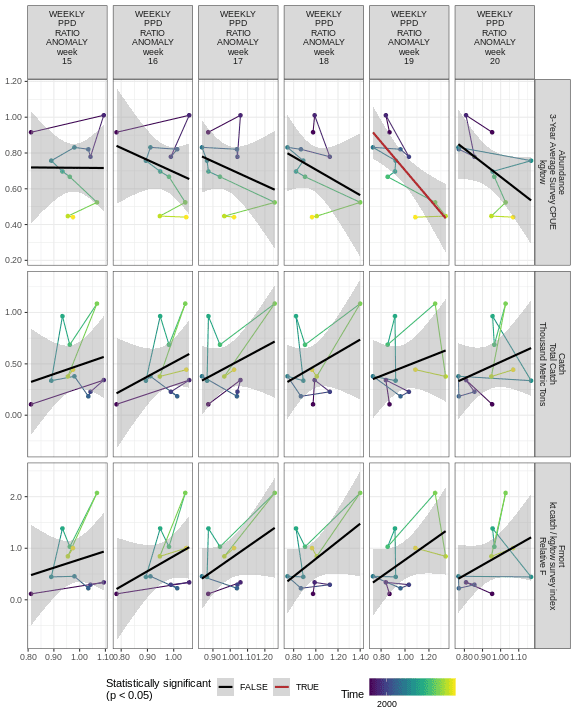 WEEKLY
PPD
RATIO
ANOMALY
week
15
WEEKLY
PPD
RATIO
ANOMALY
week
16
WEEKLY
PPD
RATIO
ANOMALY
week
17
WEEKLY
PPD
RATIO
ANOMALY
week
18
WEEKLY
PPD
RATIO
ANOMALY
week
19
WEEKLY
PPD
RATIO
ANOMALY
week
20
1.20
1.00
0.80
0.60
0.40
0.20
Abundance
3-Year Average Survey CPUE
kg/tow
1.00
0.50
0.00
Catch
Total Catch
Thousand Metric Tons
2.0
1.0
0.0
Fmort
kt catch / kg/tow survey index
Relative F
0.80 0.90 1.00 1.10
0.80 0.90 1.00
0.90 1.00 1.10 1.20
0.80 1.00 1.20 1.40
0.80 1.00 1.20
0.80 0.90 1.00 1.10
Statistically significant
(p < 0.05)
FALSE
TRUE
Time
2000